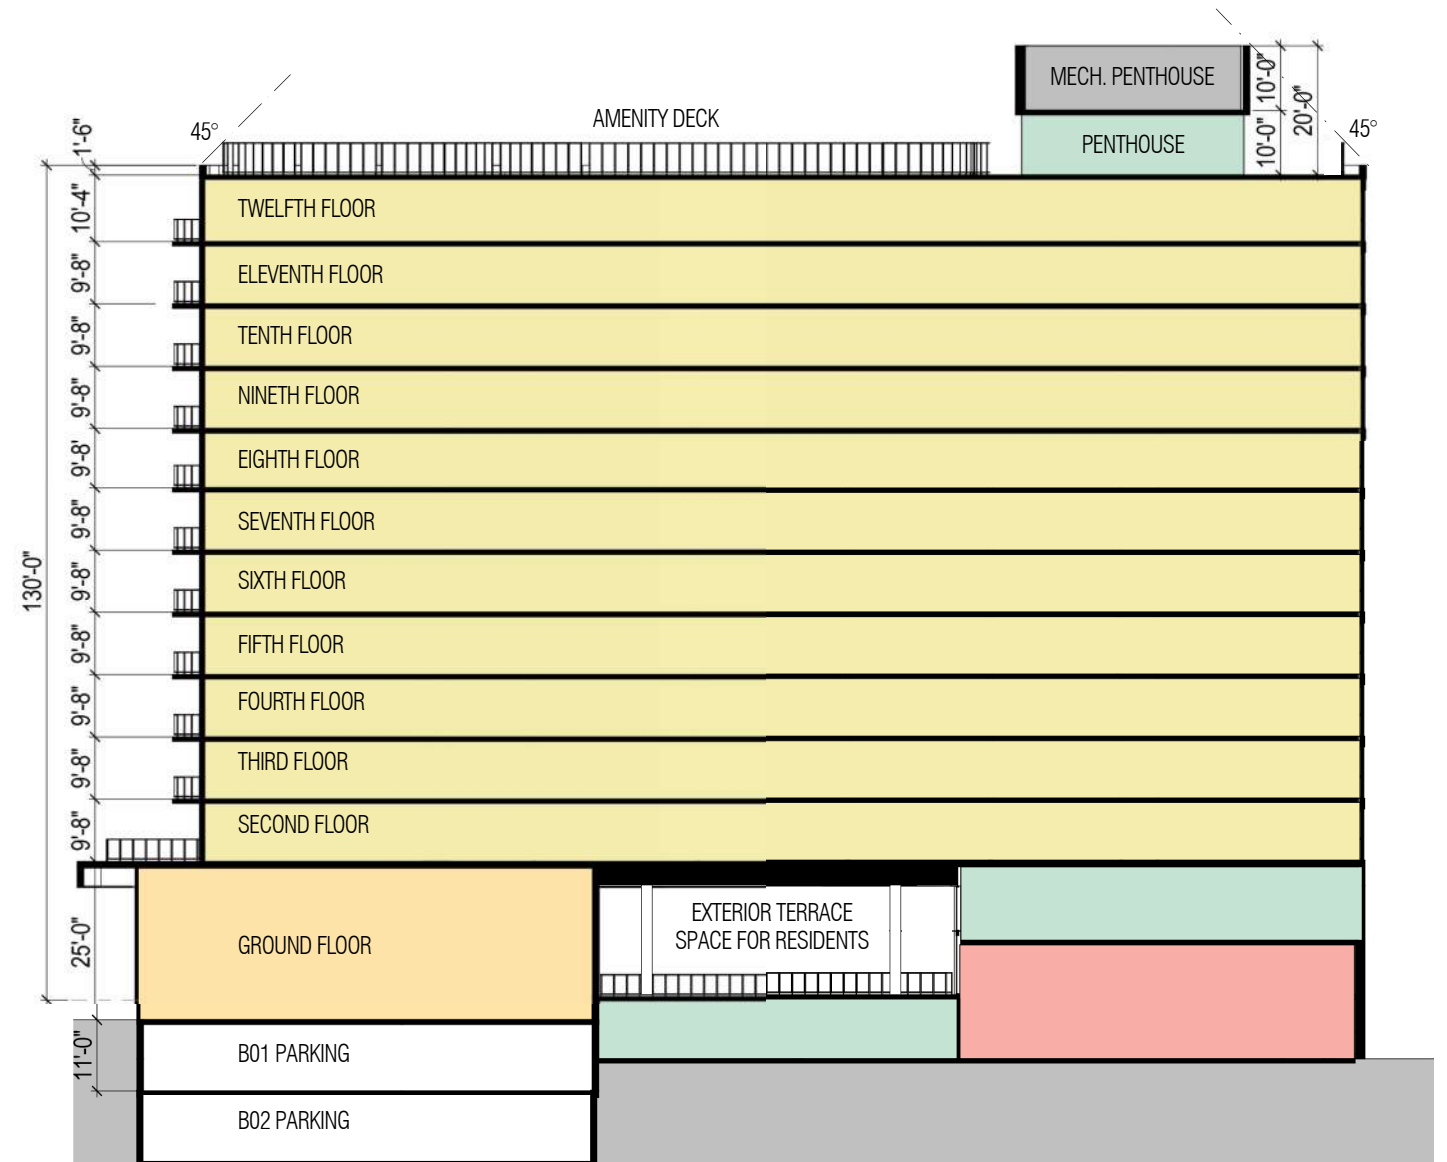 MECH. PENTHOUSE
10'-0"
20'-0"
AMENITY DECK
45°
45°
1'-6"
PENTHOUSE
10'-0"
10'-4"
TWELFTH FLOOR
9'-8"
ELEVENTH FLOOR
9'-8"
TENTH FLOOR
9'-8"
NINETH FLOOR
9'-8'
EIGHTH FLOOR
9'-8"
SEVENTH FLOOR
130'-0"
9'-8"
SIXTH FLOOR
9'-8"
FIFTH FLOOR
9'-8"
FOURTH FLOOR
9'-8"
THIRD FLOOR
9'-8"
SECOND FLOOR
25'-0"
GROUND FLOOR
EXTERIOR TERRACE
SPACE FOR RESIDENTS
11'-0"
B01 PARKING
B02 PARKING